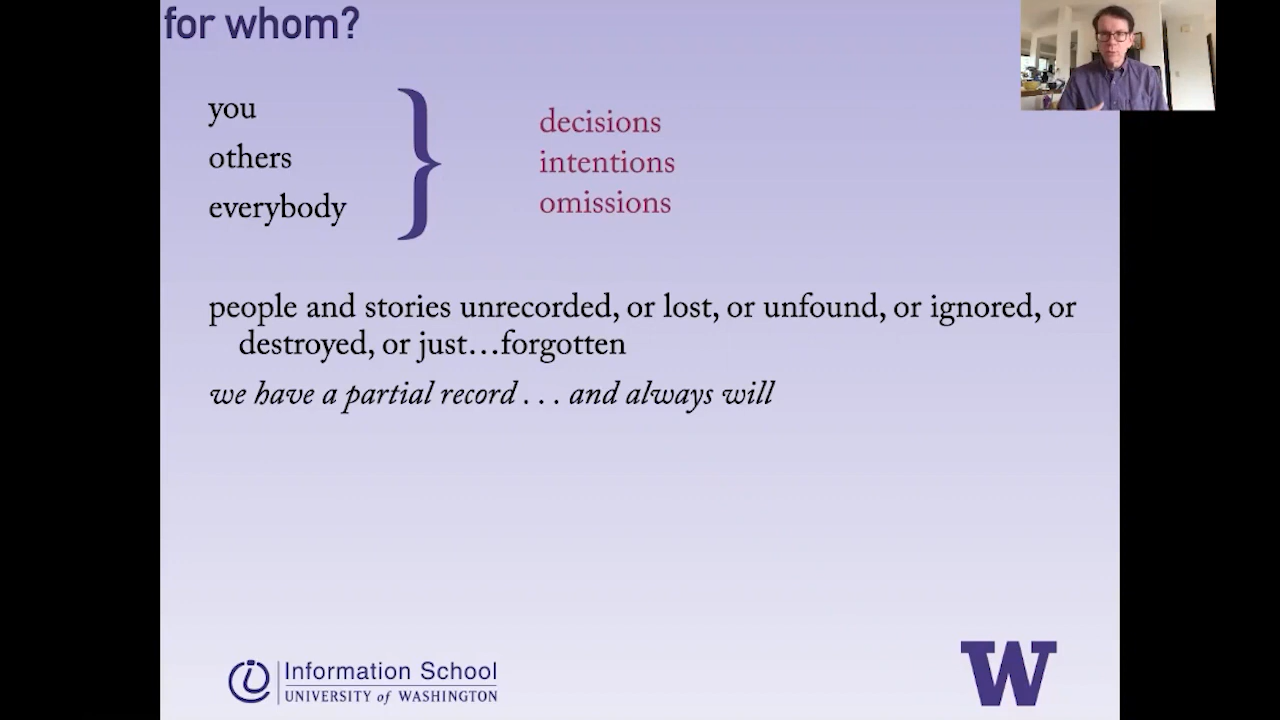 for whom?
you
others
everybody
}
decisions
intentions
omissions
people and stories unrecorded, or lost, or unfound, or ignored, or
destroyed, or just…forgotten
we have a partial record . . . and always will
Information School
UNIVERSITY of WASHINGTON
W